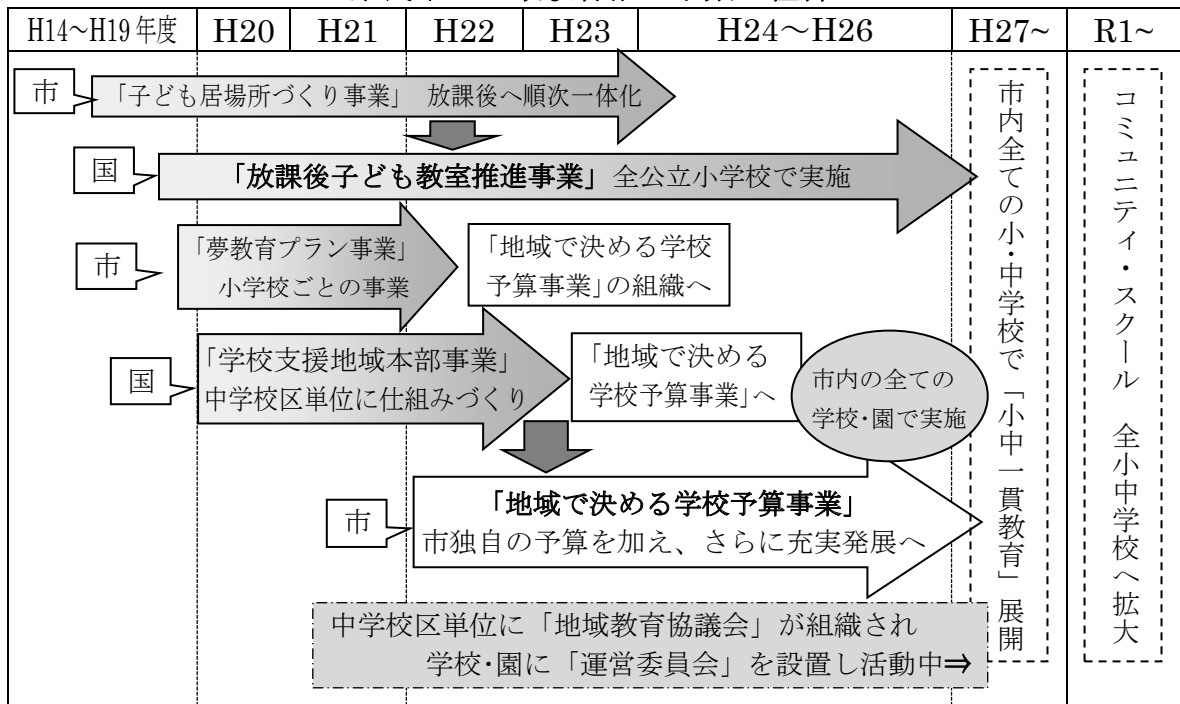 H14～H19年度 H20 H21 H22 H23 H24～H26 H27~ R1~
市
「子ども居場所づくり事業」 放課後へ順次一体化
国
「放課後子ども教室推進事業」全公立小学校で実施
市
「夢教育プラン事業」
小学校ごとの事業
「地域で決める学校
予算事業」の組織へ
国
「学校支援地域本部事業」
中学校区単位に仕組みづくり
「地域で決める
学校予算事業」へ
市内の全ての
学校・園で実施
市
「地域で決める学校予算事業」
市独自の予算を加え、さらに充実発展へ
中学校区単位に「地域教育協議会」が組織され
学校・園に「運営委員会」を設置し活動中⇒
市内全ての小・中学校で「小中一貫教育」展開
コミュニティ・スクール 全小中学校へ拡大